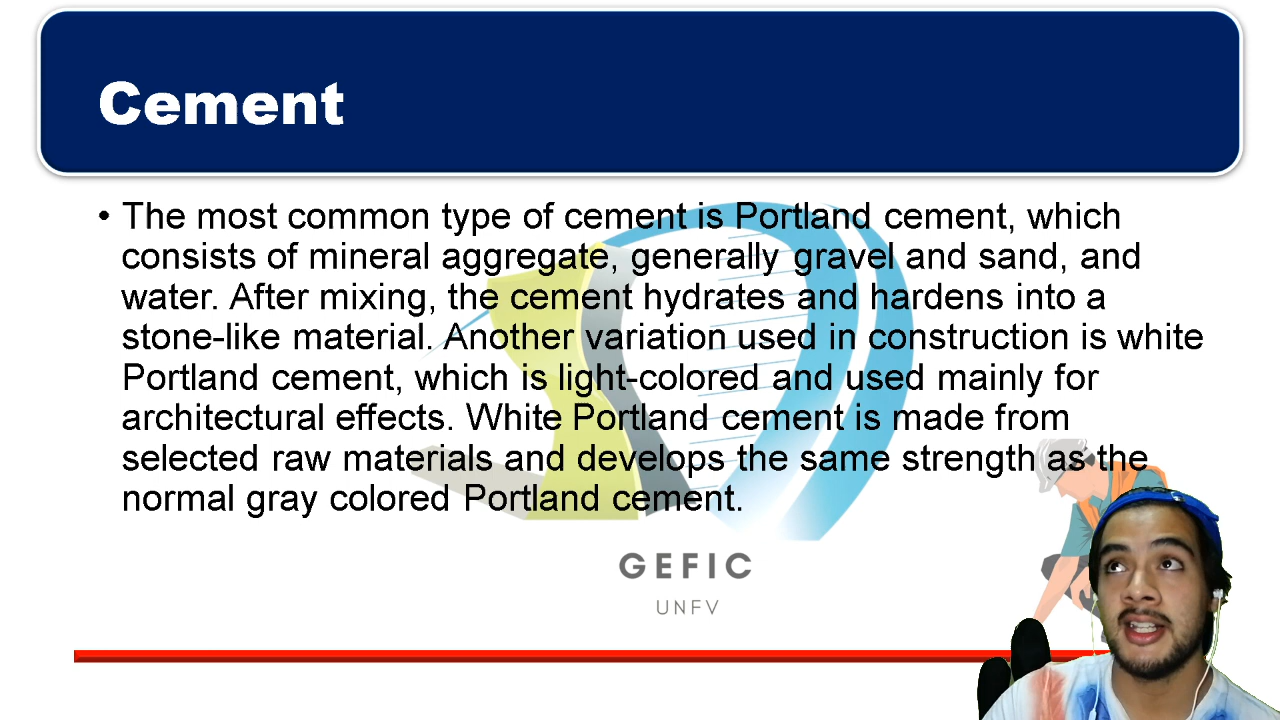 Cement
• The most common type of cement is Portland cement, which
consists of mineral aggregate, generally gravel and sand, and
water. After mixing, the cement hydrates and hardens into a
stone-like material. Another variation used in construction is white
Portland cement, which is light-colored and used mainly for
architectural effects. White Portland cement is made from
selected raw materials and develops the same strength as the
normal gray colored Portland cement.
GEFIC
UNFV